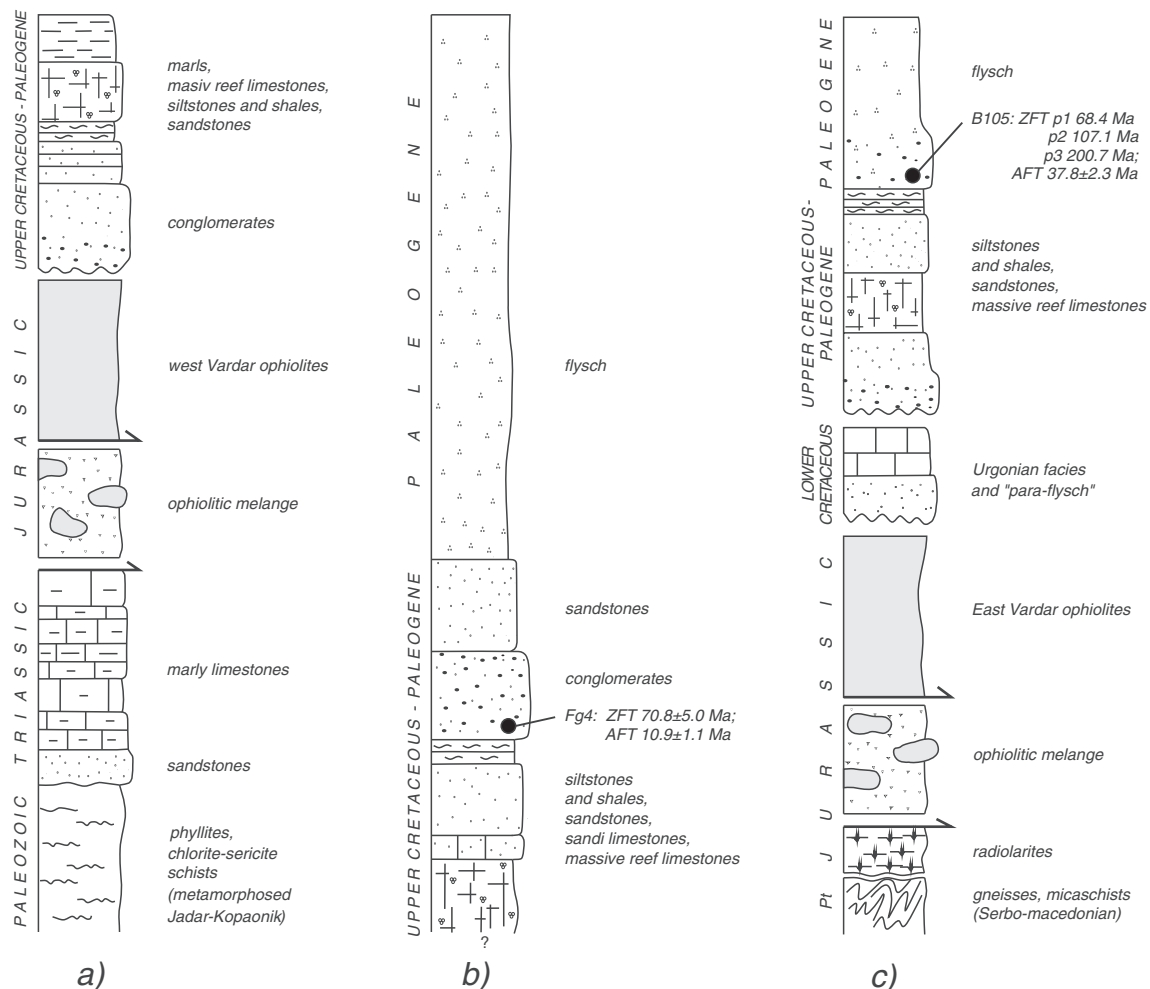 UPPER CRETACEOUS - PALEOGENE
marls,
masiv reef limestones,
siltstones and shales,
sandstones
conglomerates
JURASSIC
west Vardar ophiolites
ophiolitic melange
TRIASSIC
marly limestones
sandstones
PALEOZOIC
phyllites,
chlorite-sericite
schists
(metamorphosed
Jadar-Kopaonik)
a)
PALEOGENE
flysch
UPPER CRETACEOUS - PALEOGENE
sandstones
conglomerates
Fg4: ZFT 70.8±5.0 Ma;
AFT 10.9±1.1 Ma
siltstones
and shales,
sandstones,
sandi limestones,
massive reef limestones
?
b)
PALEOGENE
flysch
B105: ZFT p1 68.4 Ma
p2 107.1 Ma
p3 200.7 Ma;
AFT 37.8±2.3 Ma
UPPER CRETACEOUS-
PALEOGENE
siltstones
and shales,
sandstones,
massive reef limestones
LOWER
CRETACEOUS
Urgonian facies
and "para-flysch"
JURASSIC
East Vardar ophiolites
ophiolitic melange
radiolarites
Pt
gneisses, micaschists
(Serbo-macedonian)
c)